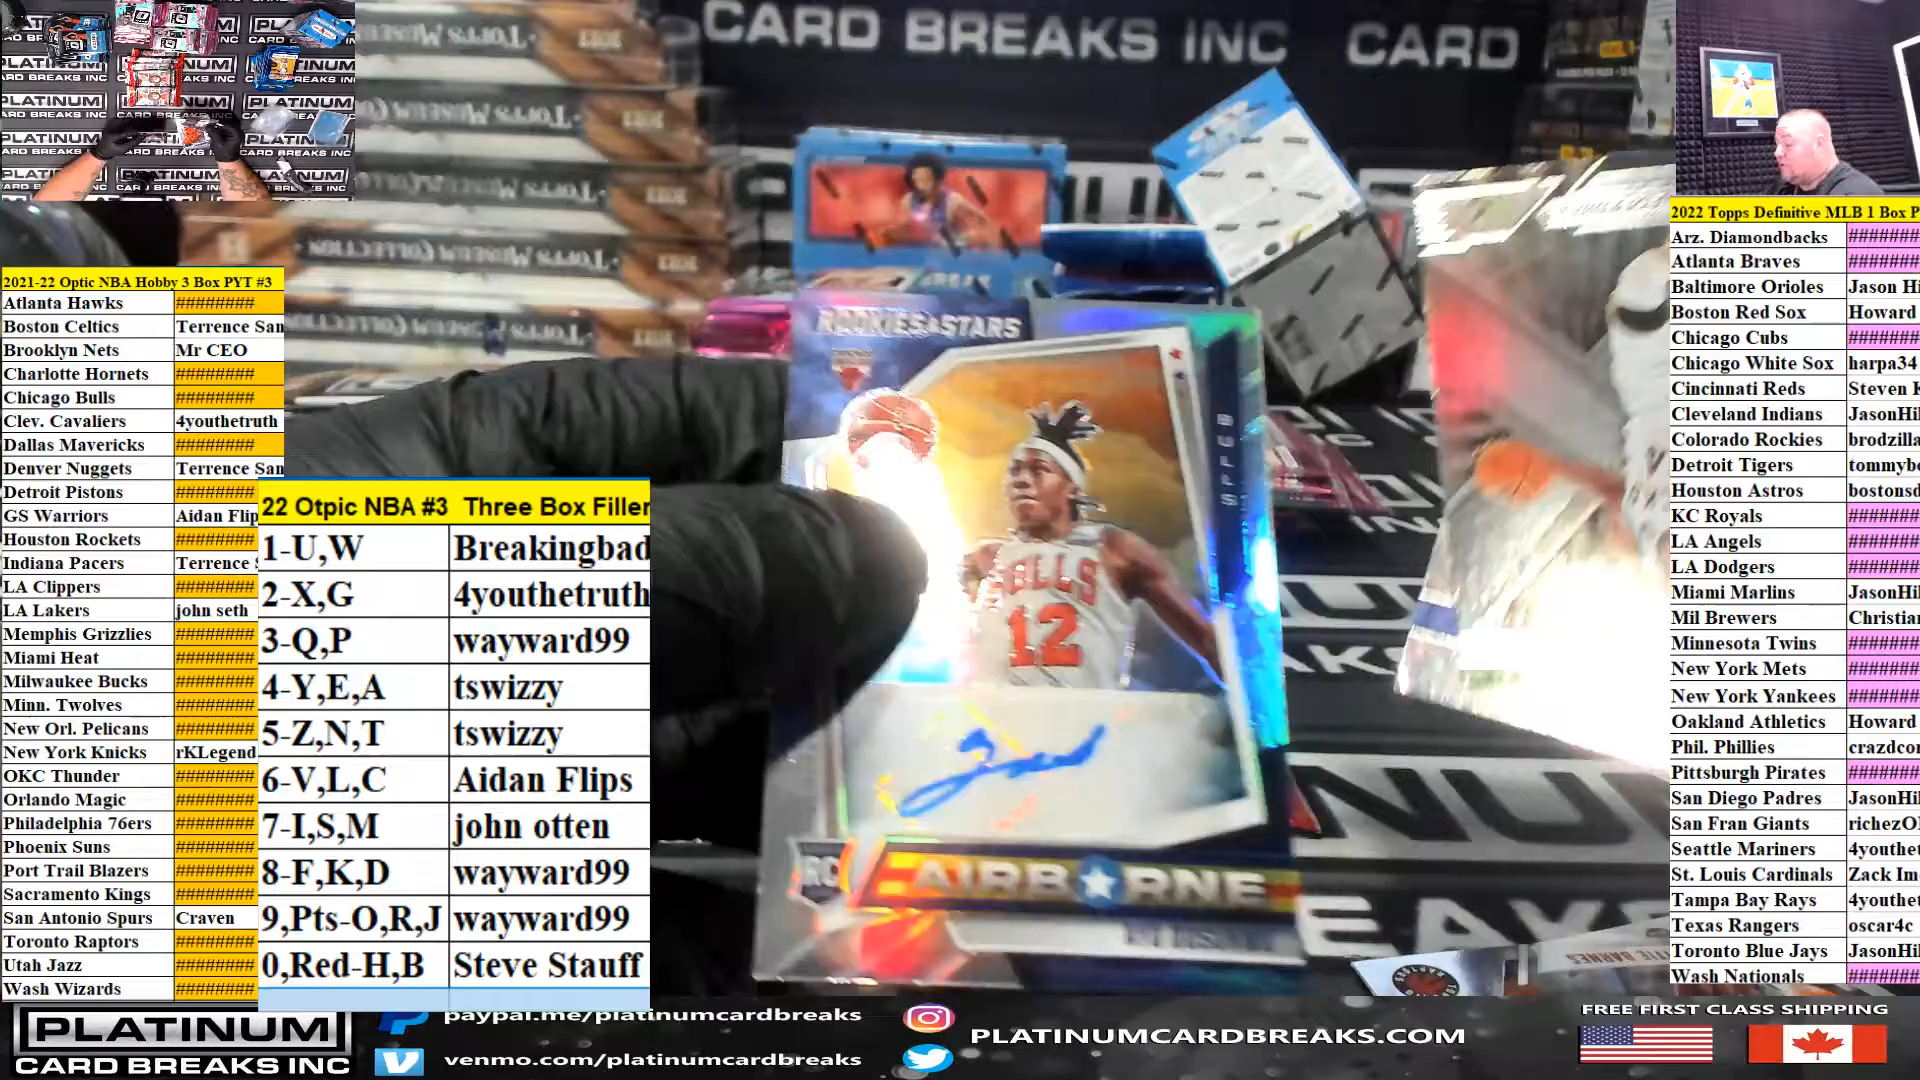 CARD BREAKS INC CARD
2021-22 Optic NBA Hobby 3 Box PYT #3
Atlanta Hawks ########
Boston Celtics Terrence San
Brooklyn Nets Mr CEO
Charlotte Hornets ########
Chicago Bulls ########
Clev. Cavaliers 4youthetruth
Dallas Mavericks ########
Denver Nuggets Terrence San
Detroit Pistons ########
GS Warriors Aidan Flip
Houston Rockets ########
Indiana Pacers Terrence
LA Clippers ########
LA Lakers john seth
Memphis Grizzlies ########
Miami Heat ########
Milwaukee Bucks ########
Minn. Twolves ########
New Orl. Pelicans ########
New York Knicks rKLegend
OKC Thunder ########
Orlando Magic ########
Philadelphia 76ers ########
Phoenix Suns ########
Port Trail Blazers ########
Sacramento Kings ########
San Antonio Spurs Craven
Toronto Raptors ########
Utah Jazz ########
Wash Wizards ########
22 Otpic NBA #3 Three Box Filler
1-U,W Breakingbad
2-X,G 4youthetruth
3-Q,P wayward99
4-Y,E,A tswizzy
5-Z,N,T tswizzy
6-V,L,C Aidan Flips
7-I,S,M john otten
8-F,K,D wayward99
9,Pts-O,R,J wayward99
0,Red-H,B Steve Stauff
ROOKIES & STARS
BULLS
BULLS
12
RC
AIRBORNE
2022 Topps Definitive MLB 1 Box P
Arz. Diamondbacks #######
Atlanta Braves #######
Baltimore Orioles Jason Hi
Boston Red Sox Howard
Chicago Cubs #######
Chicago White Sox harpa34
Cincinnati Reds Steven K
Cleveland Indians JasonHil
Colorado Rockies brodzilla
Detroit Tigers tommybo
Houston Astros bostonsd
KC Royals #######
LA Angels #######
LA Dodgers #######
Miami Marlins JasonHil
Mil Brewers Christian
Minnesota Twins #######
New York Mets #######
New York Yankees #######
Oakland Athletics Howard
Phil. Phillies crazdcor
Pittsburgh Pirates #######
San Diego Padres JasonHil
San Fran Giants richezO
Seattle Mariners 4youthet
St. Louis Cardinals Zack Im
Tampa Bay Rays 4youthet
Texas Rangers oscar4c
Toronto Blue Jays JasonHil
Wash Nationals #######
PLATINUM
CARD BREAKS INC
paypal.me/platinumcardbreaks
venmo.com/platinumcardbreaks
PLATINUMCARDBREAKS.COM
FREE FIRST CLASS SHIPPING